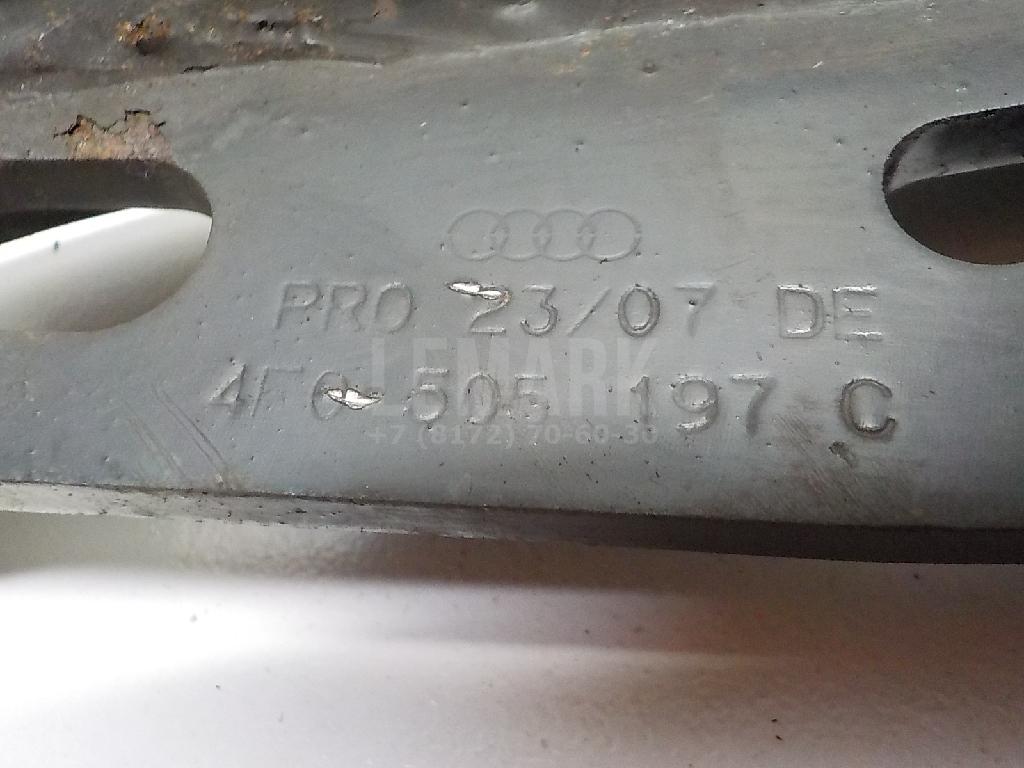 PRO 23/07 DE
4F0 505 197 C
LEMARK
+7 (8172) 70-60-30